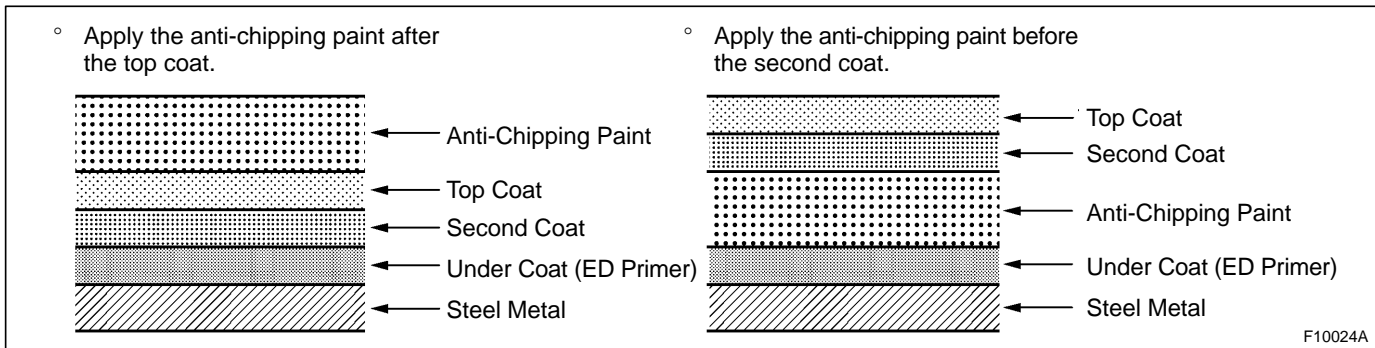 ° Apply the anti-chipping paint after
the top coat.
Anti-Chipping Paint
Top Coat
Second Coat
Under Coat (ED Primer)
Steel Metal
° Apply the anti-chipping paint before
the second coat.
Top Coat
Second Coat
Anti-Chipping Paint
Under Coat (ED Primer)
Steel Metal
F10024A